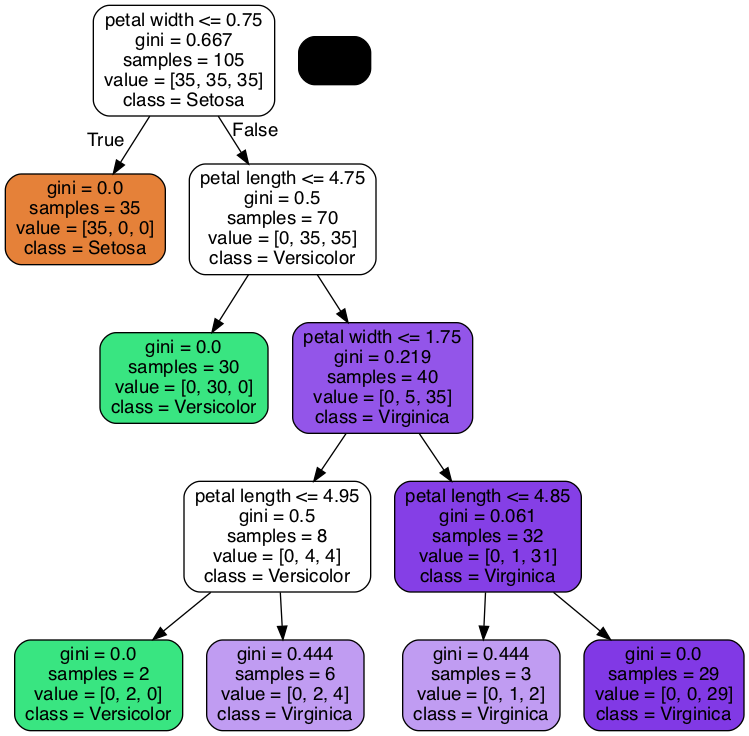 petal width <= 0.75
gini = 0.667
samples = 105
value = [35, 35, 35]
class = Setosa
True
False
gini = 0.0
samples = 35
value = [35, 0, 0]
class = Setosa
petal length <= 4.75
gini = 0.5
samples = 70
value = [0, 35, 35]
class = Versicolor
gini = 0.0
samples = 30
value = [0, 30, 0]
class = Versicolor
petal width <= 1.75
gini = 0.219
samples = 40
value = [0, 5, 35]
class = Virginica
petal length <= 4.95
gini = 0.5
samples = 8
value = [0, 4, 4]
class = Versicolor
petal length <= 4.85
gini = 0.061
samples = 32
value = [0, 1, 31]
class = Virginica
gini = 0.0
samples = 2
value = [0, 2, 0]
class = Versicolor
gini = 0.444
samples = 6
value = [0, 2, 4]
class = Virginica
gini = 0.444
samples = 3
value = [0, 1, 2]
class = Virginica
gini = 0.0
samples = 29
value = [0, 0, 29]
class = Virginica